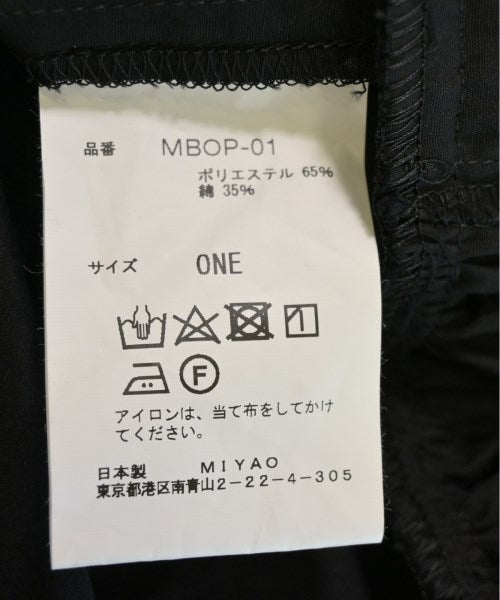 品番 MBOP-01
ポリエステル 65%
綿 35%
サイズ ONE
F
アイロンは、当て布をしてかけ
てください。
日本製 MIYAO
東京都港区南青山2-22-4-305